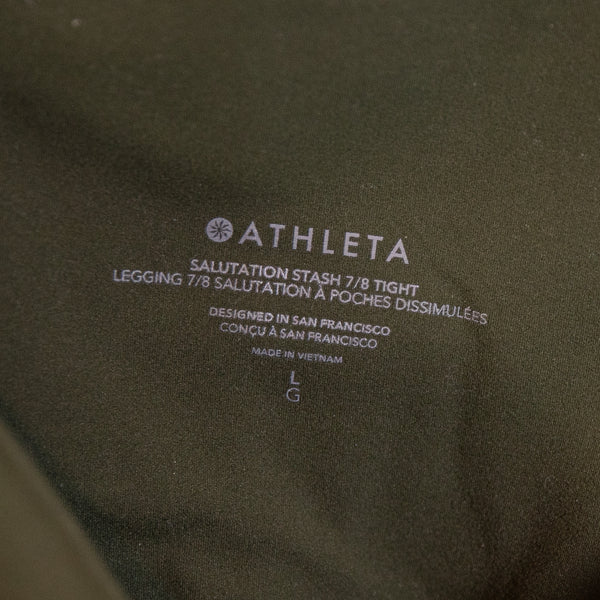 ATHLETA
SALUTATION STASH 7/8 TIGHT
LEGGING 7/8 SALUTATION À POCHES DISSIMULÉES
DESIGNED IN SAN FRANCISCO
CONÇU À SAN FRANCISCO
MADE IN VIETNAM
L
G